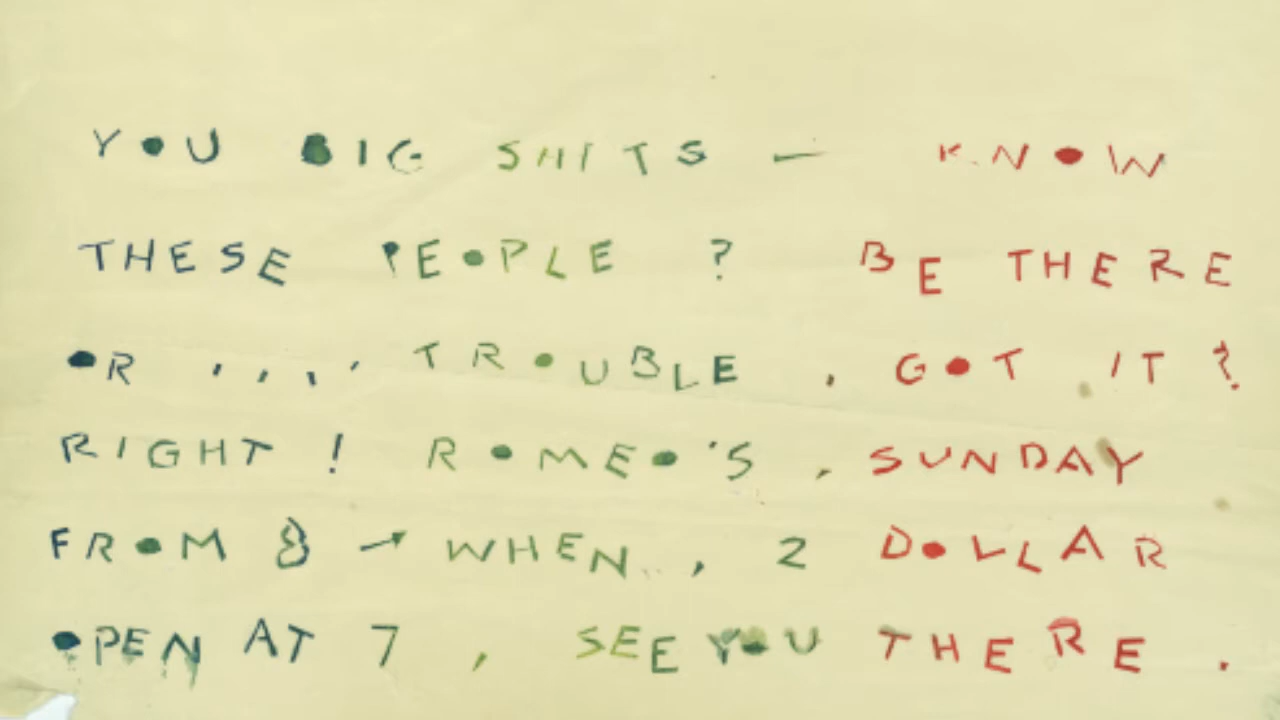 YOU BIG SHITS — KNOW
THESE PEOPLE ? BE THERE
OR , , , , TROUBLE , GOT IT ?
RIGHT ! ROMEO'S , SUNDAY
FROM 8 → WHEN , 2 DOLLAR
OPEN AT 7 , SEE YOU THERE .